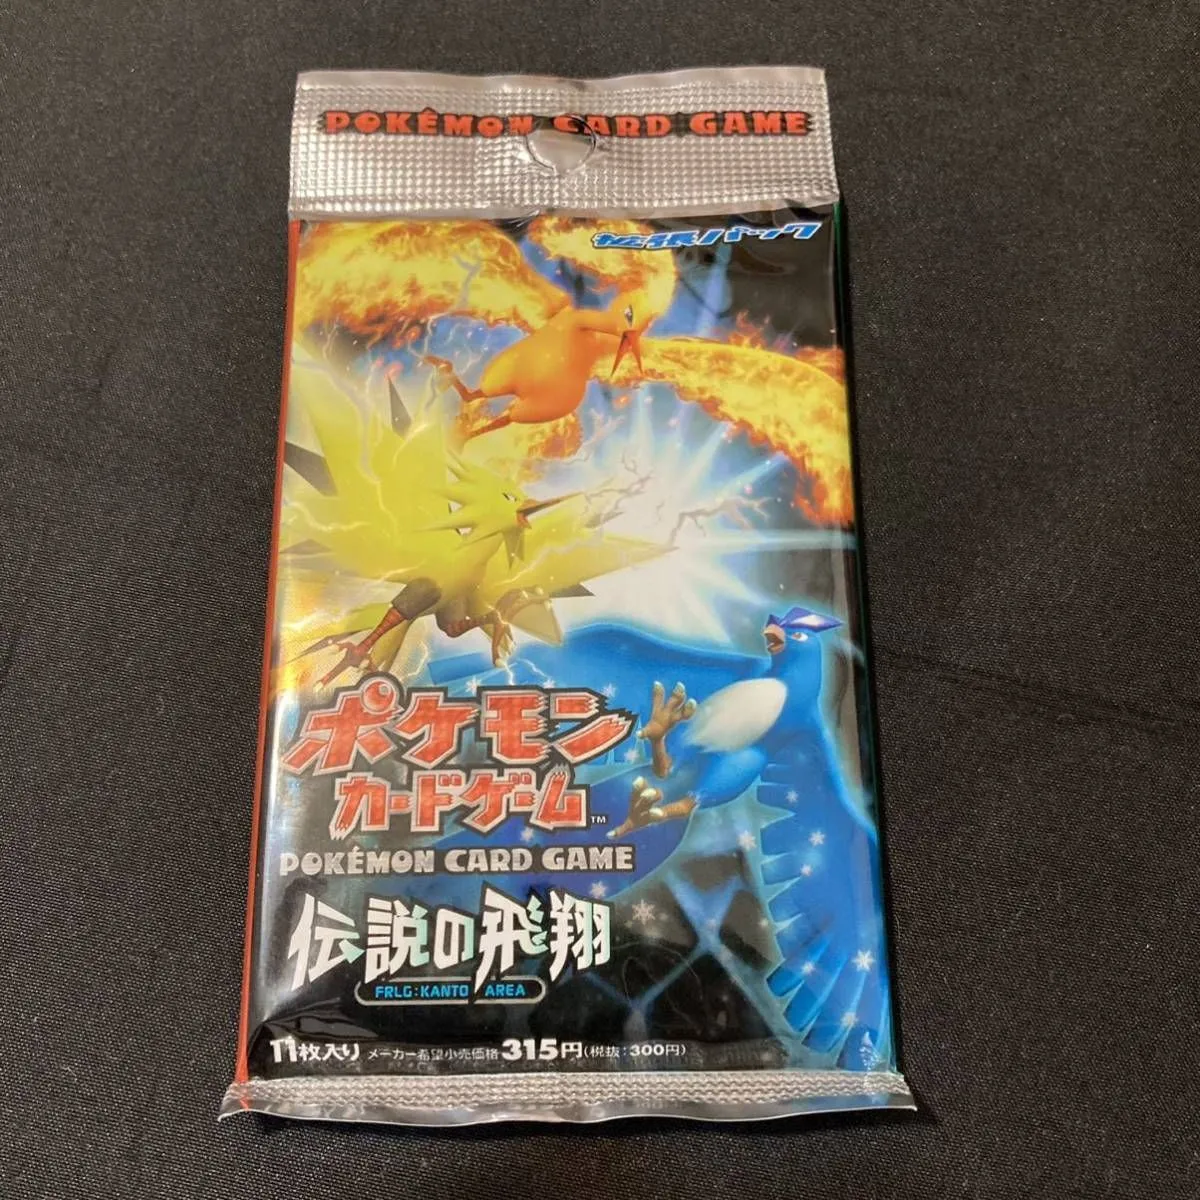 POKÉMON CARD GAME
拡張パック
ポケモン
カードゲーム™
POKÉMON CARD GAME
伝説の飛翔
FRLG:KANTO AREA
11枚入り メーカー希望小売価格 315円(税抜:300円)